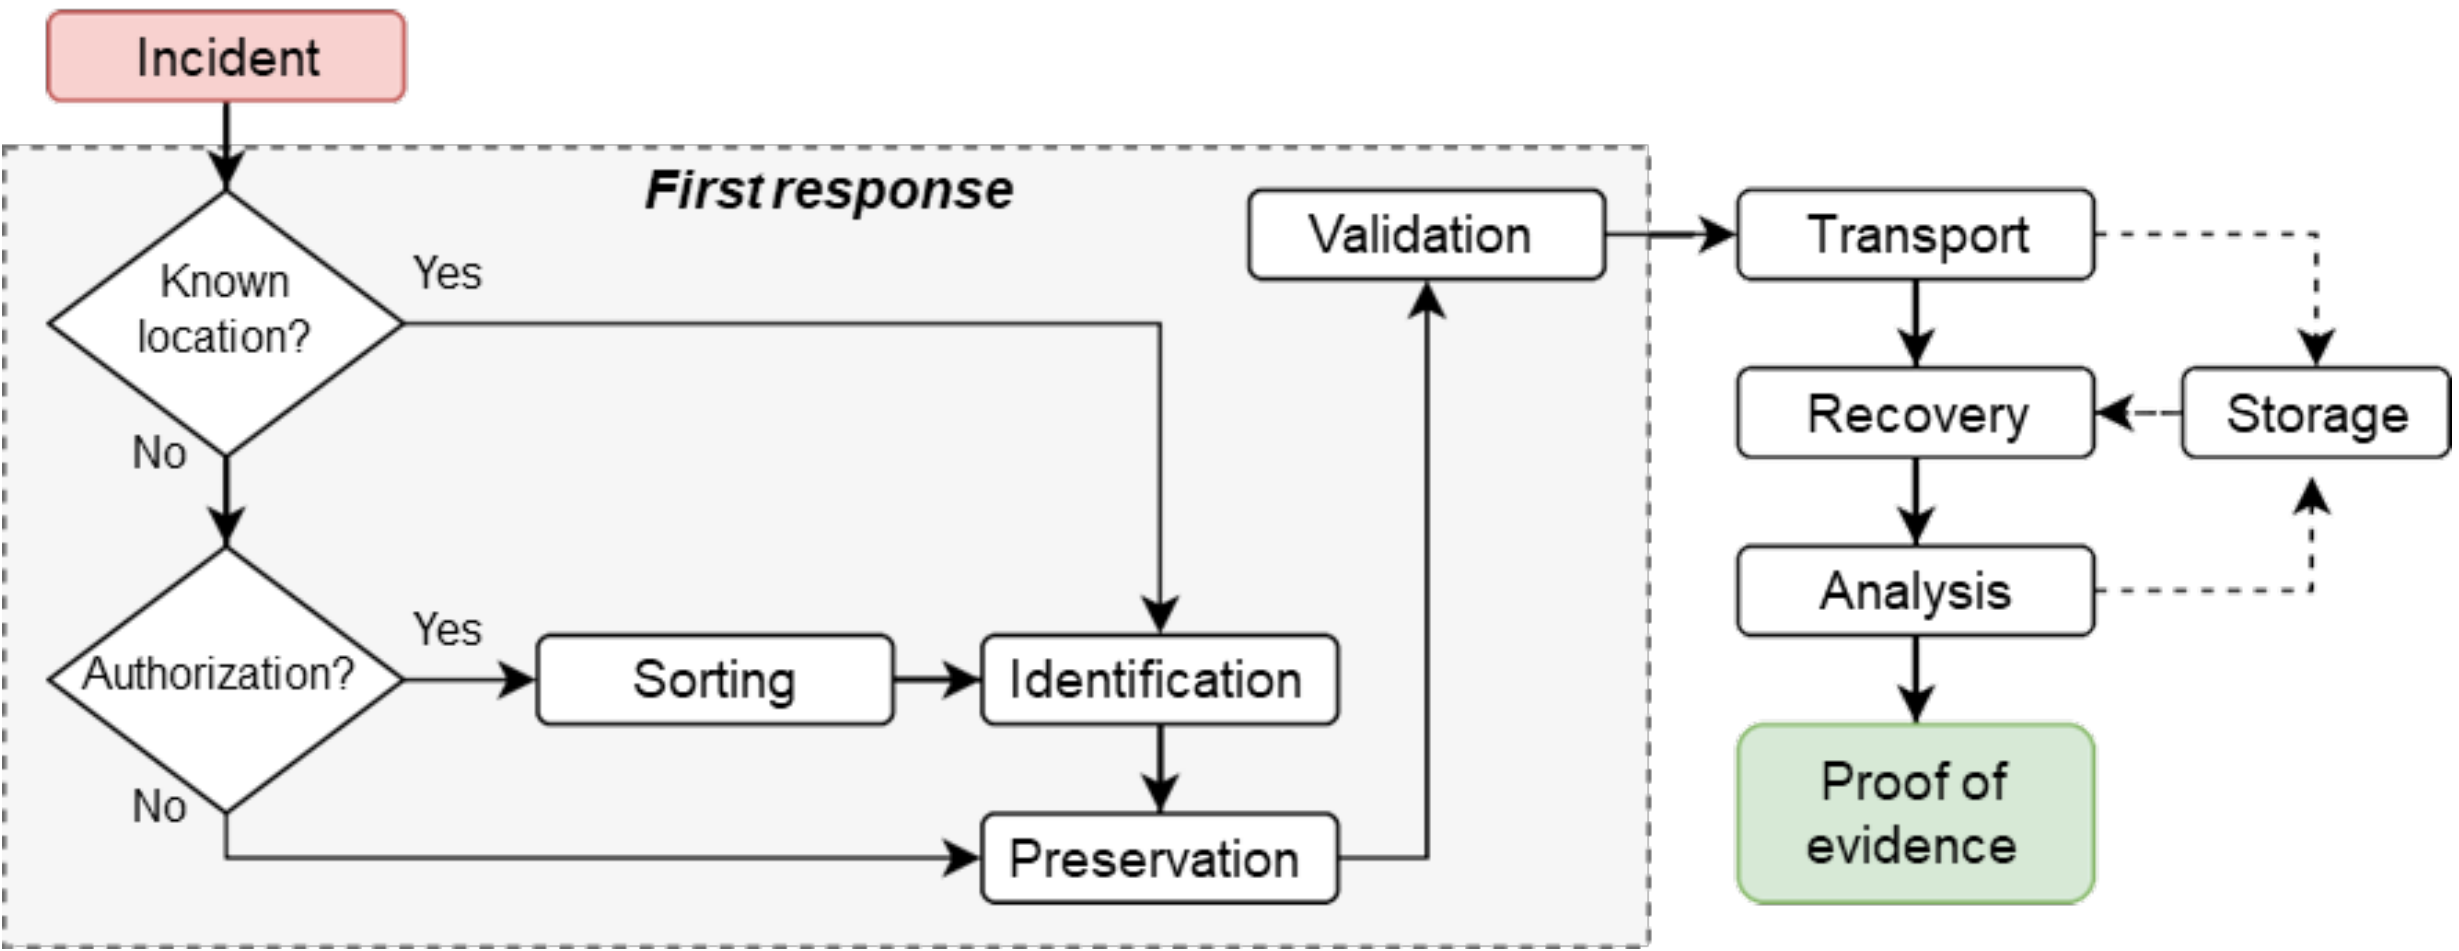 Incident
First response
Known
location?
Yes
No
Authorization?
Yes
No
Sorting
Identification
Preservation
Validation
Transport
Recovery
Storage
Analysis
Proof of
evidence